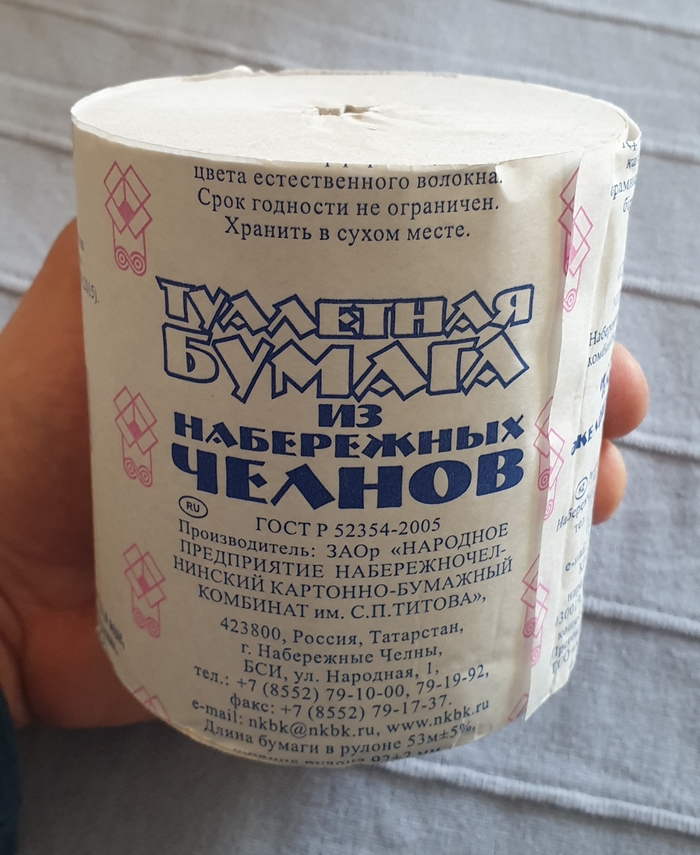 цвета естественного волокна.
Срок годности не ограничен.
Хранить в сухом месте.
ТУАЛЕТНАЯ
БУМАГА
ИЗ
НАБЕРЕЖНЫХ
ЧЕЛНОВ
RU
ГОСТ Р 52354-2005
Производитель: ЗАОр «НАРОДНОЕ
ПРЕДПРИЯТИЕ НАБЕРЕЖНОЧЕЛ-
НИНСКИЙ КАРТОННО-БУМАЖНЫЙ
КОМБИНАТ им. С.П.ТИТОВА»,
423800, Россия, Татарстан,
г. Набережные Челны,
БСИ, ул. Народная, 1,
тел.: +7 (8552) 79-10-00, 79-19-92,
факс: +7 (8552) 79-17-37.
e-mail: nkbk@nkbk.ru, www.nkbk.ru
Длина бумаги в рулоне 53м±5%,